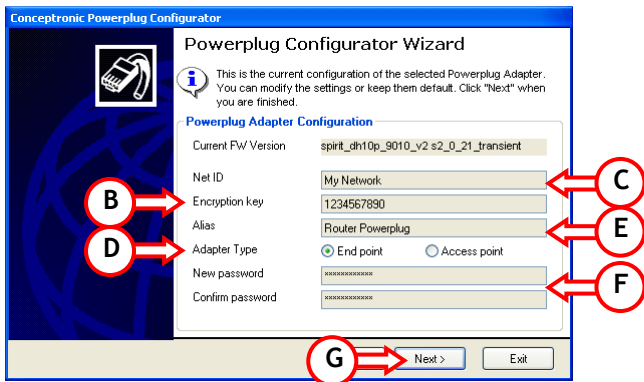 Conceptronic Powerplug Configurator
Powerplug Configurator Wizard
This is the current configuration of the selected Powerplug Adapter.
You can modify the settings or keep them default. Click "Next" when
you are finished.
Powerplug Adapter Configuration
Current FW Version spirit_dh10p_9010_v2 s2_0_21_transient
Net ID My Network C
B Encryption key 1234567890
Alias Router Powerplug E
D Adapter Type End point Access point
New password xxxxxxxxxxxx F
Confirm password xxxxxxxxxxxx
G Next > Exit